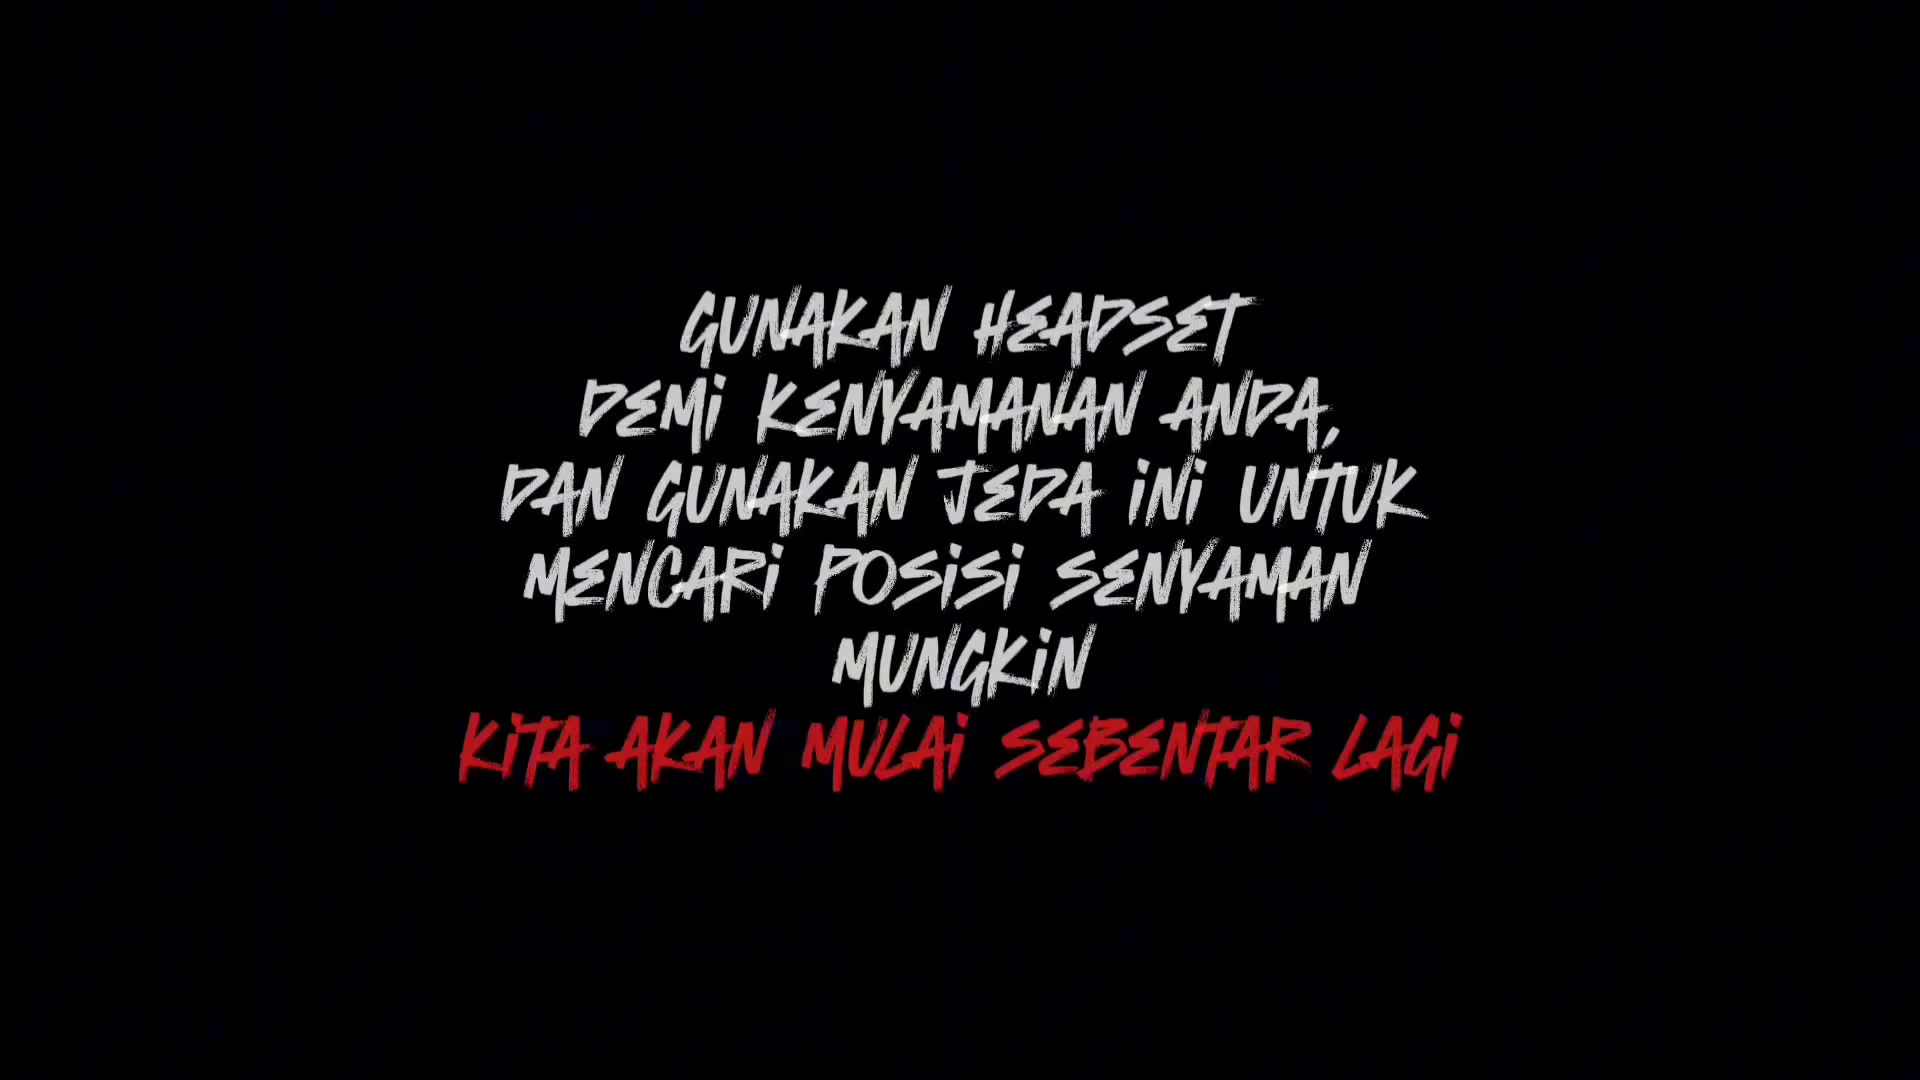 GUNAKAN HEADSET
DEMI KENYAMANAN ANDA,
DAN GUNAKAN JEDA INI UNTUK
MENCARI POSISI SENYAMAN
MUNGKIN
KITA AKAN MULAI SEBENTAR LAGI